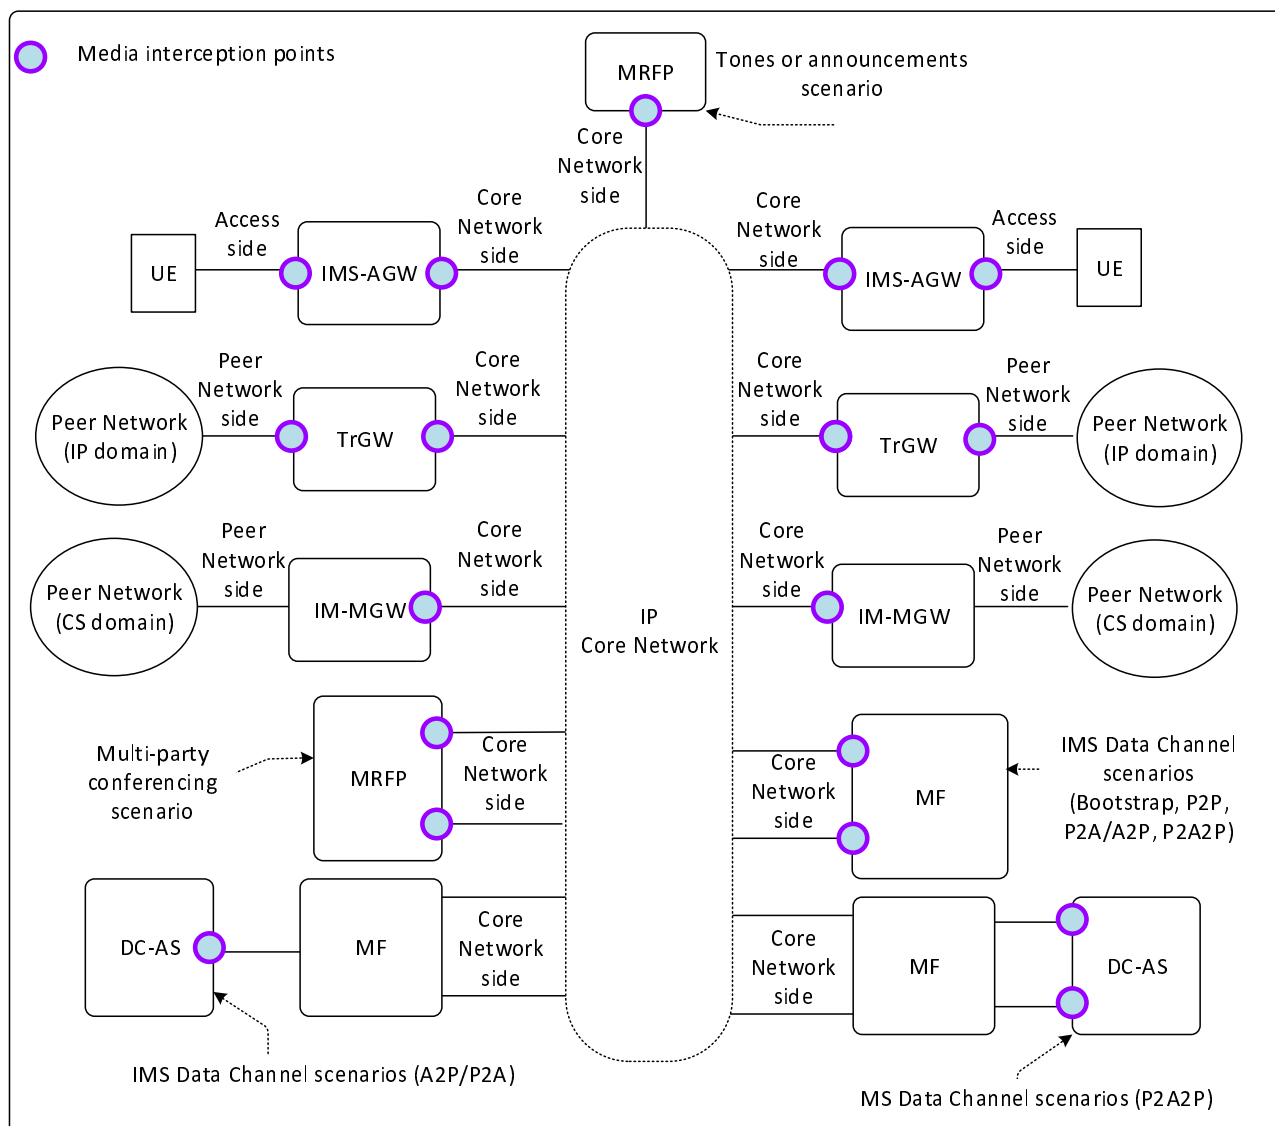 Media interception points
MRFP
Tones or announcements
scenario
Core
Network
side
Access
side
Core
Network
side
UE
IMS-AGW
Core
Network
side
Access
side
IMS-AGW
UE
Peer
Network
side
Core
Network
side
Peer Network
(IP domain)
TrGW
Core
Network
side
Peer
Network
side
TrGW
Peer Network
(IP domain)
Peer
Network
side
Core
Network
side
Peer Network
(CS domain)
IM-MGW
Core
Network
side
Peer
Network
side
IM-MGW
Peer Network
(CS domain)
IP
Core Network
Multi-party
conferencing
scenario
MRFP
Core
Network
side
Core
Network
side
MF
IMS Data Channel
scenarios
(Bootstrap, P2P,
P2A/A2P, P2A2P)
DC-AS
MF
Core
Network
side
Core
Network
side
MF
DC-AS
IMS Data Channel scenarios (A2P/P2A)
MS Data Channel scenarios (P2A2P)